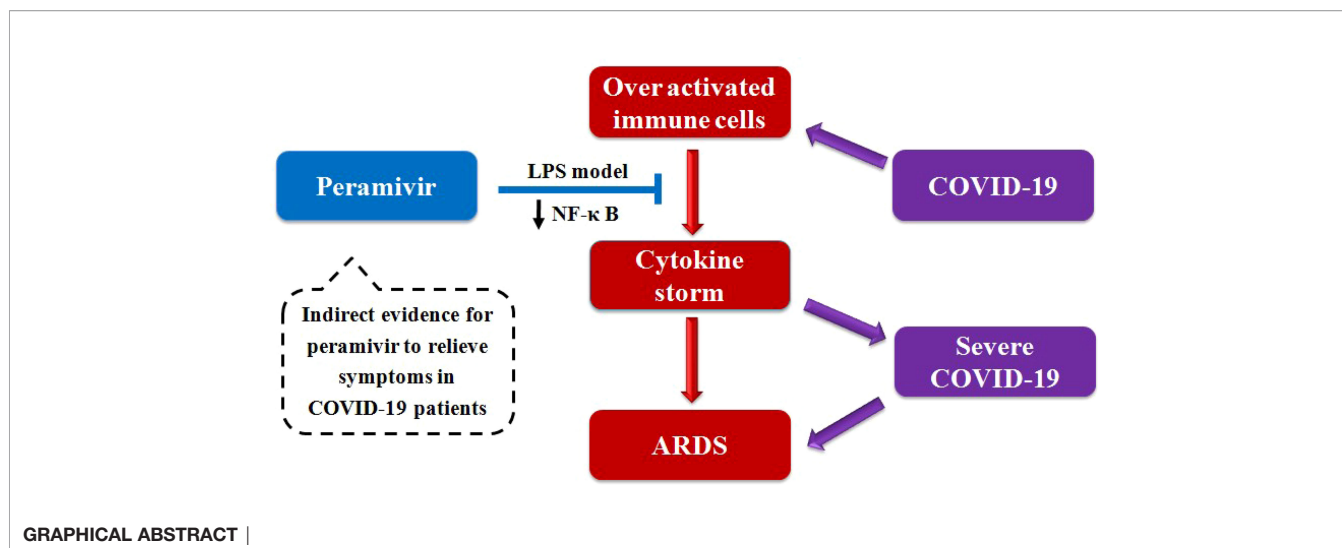 Over activated
immune cells
Peramivir
LPS model
NF-κ B
COVID-19
Cytokine
storm
Indirect evidence for
peramivir to relieve
symptoms in
COVID-19 patients
Severe
COVID-19
ARDS
GRAPHICAL ABSTRACT |